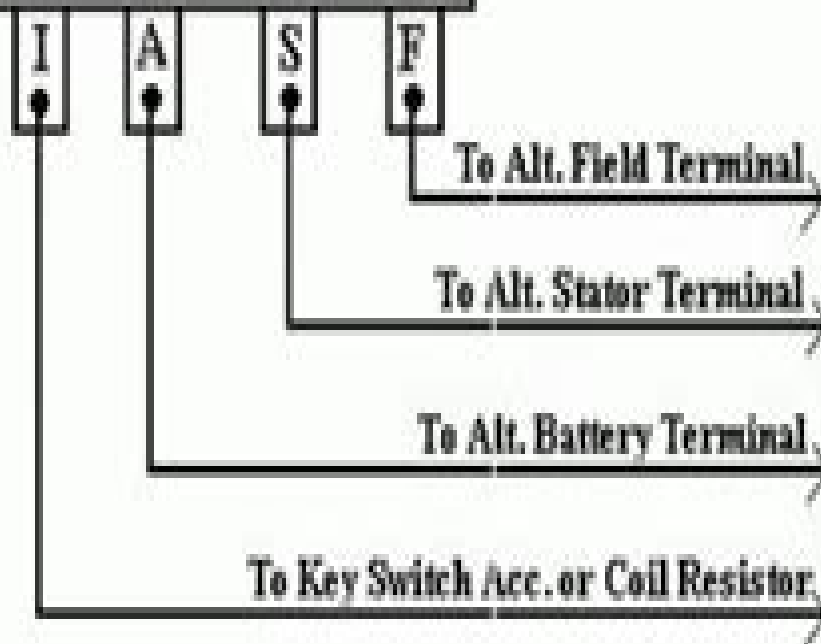 I A S F
To Alt. Field Terminal
To Alt. Stator Terminal
To Alt. Battery Terminal
To Key Switch Acc. or Coil Resistor